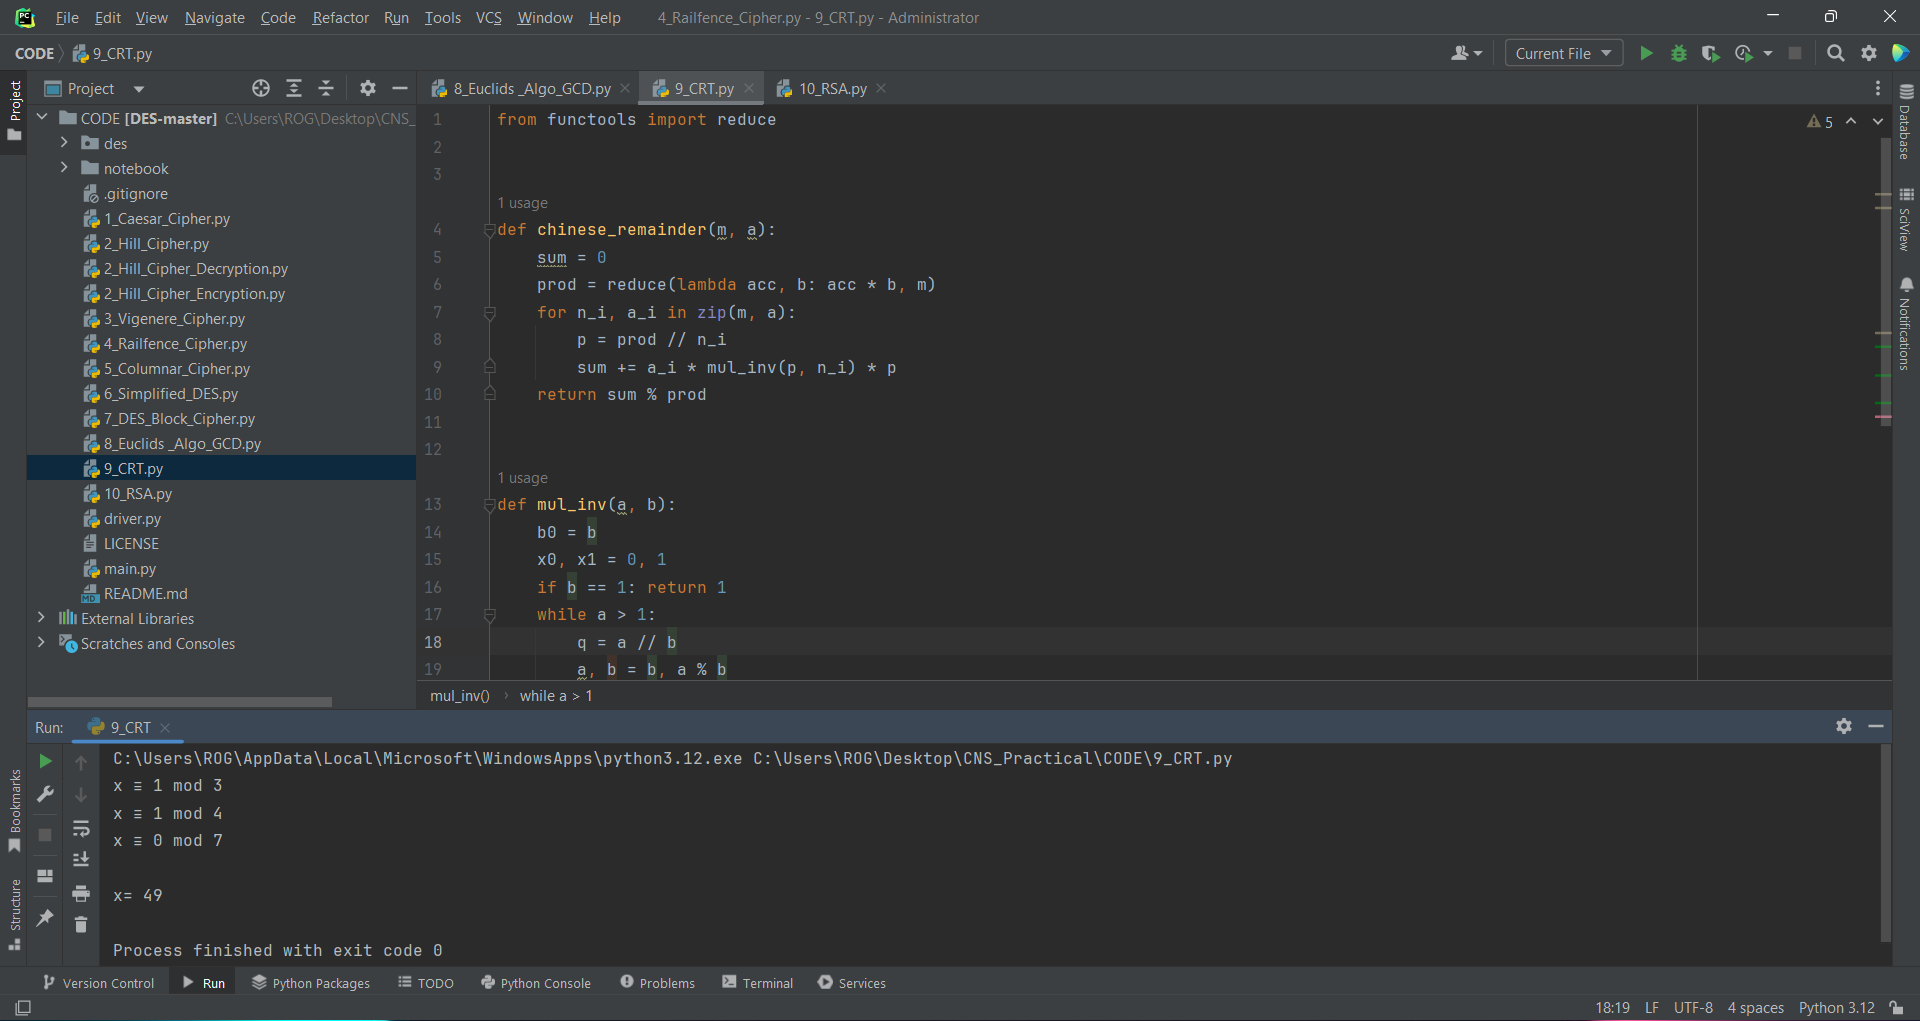 PC File Edit View Navigate Code Refactor Run Tools VCS Window Help 4_Railfence_Cipher.py - 9_CRT.py - Administrator
CODE 9_CRT.py Current File
Project
Project
CODE [DES-master] C:\Users\ROG\Desktop\CNS_
des
notebook
.gitignore
1_Caesar_Cipher.py
2_Hill_Cipher.py
2_Hill_Cipher_Decryption.py
2_Hill_Cipher_Encryption.py
3_Vigenere_Cipher.py
4_Railfence_Cipher.py
5_Columnar_Cipher.py
6_Simplified_DES.py
7_DES_Block_Cipher.py
8_Euclids _Algo_GCD.py
9_CRT.py
10_RSA.py
driver.py
LICENSE
main.py
MD README.md
External Libraries
Scratches and Consoles
8_Euclids _Algo_GCD.py 9_CRT.py 10_RSA.py
1 from functools import reduce
2
3
1 usage
4 def chinese_remainder(m, a):
5 sum = 0
6 prod = reduce(lambda acc, b: acc * b, m)
7 for n_i, a_i in zip(m, a):
8 p = prod // n_i
9 sum += a_i * mul_inv(p, n_i) * p
10 return sum % prod
11
12
1 usage
13 def mul_inv(a, b):
14 b0 = b
15 x0, x1 = 0, 1
16 if b == 1: return 1
17 while a > 1:
18 q = a // b
19 a, b = b, a % b
5
mul_inv() › while a > 1
Database
SciView
Notifications
Run: 9_CRT
C:\Users\ROG\AppData\Local\Microsoft\WindowsApps\python3.12.exe C:\Users\ROG\Desktop\CNS_Practical\CODE\9_CRT.py
x ≡ 1 mod 3
x ≡ 1 mod 4
x ≡ 0 mod 7
x= 49
Process finished with exit code 0
Bookmarks
Structure
Version Control Run Python Packages TODO Python Console Problems Terminal Services
18:19 LF UTF-8 4 spaces Python 3.12